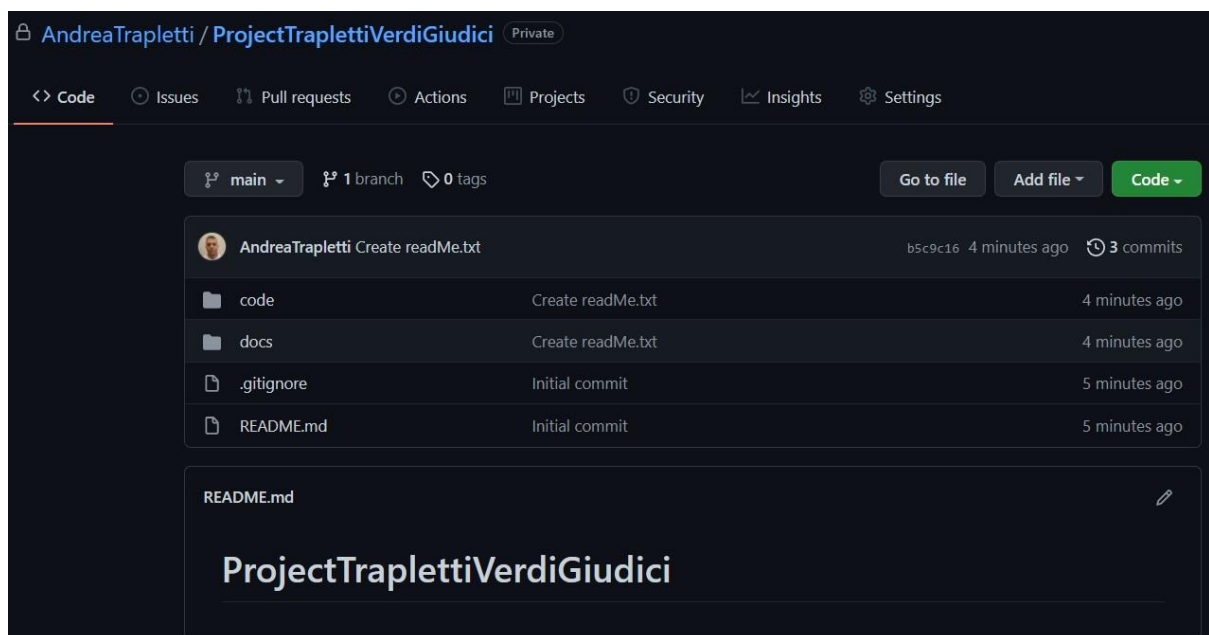 AndreaTrapletti / ProjectTraplettiVerdiGiudici Private
Code Issues Pull requests Actions Projects Security Insights Settings
main 1 branch 0 tags Go to file Add file Code
AndreaTrapletti Create readMe.txt b5c9c16 4 minutes ago 3 commits
code Create readMe.txt 4 minutes ago
docs Create readMe.txt 4 minutes ago
.gitignore Initial commit 5 minutes ago
README.md Initial commit 5 minutes ago
README.md
ProjectTraplettiVerdiGiudici